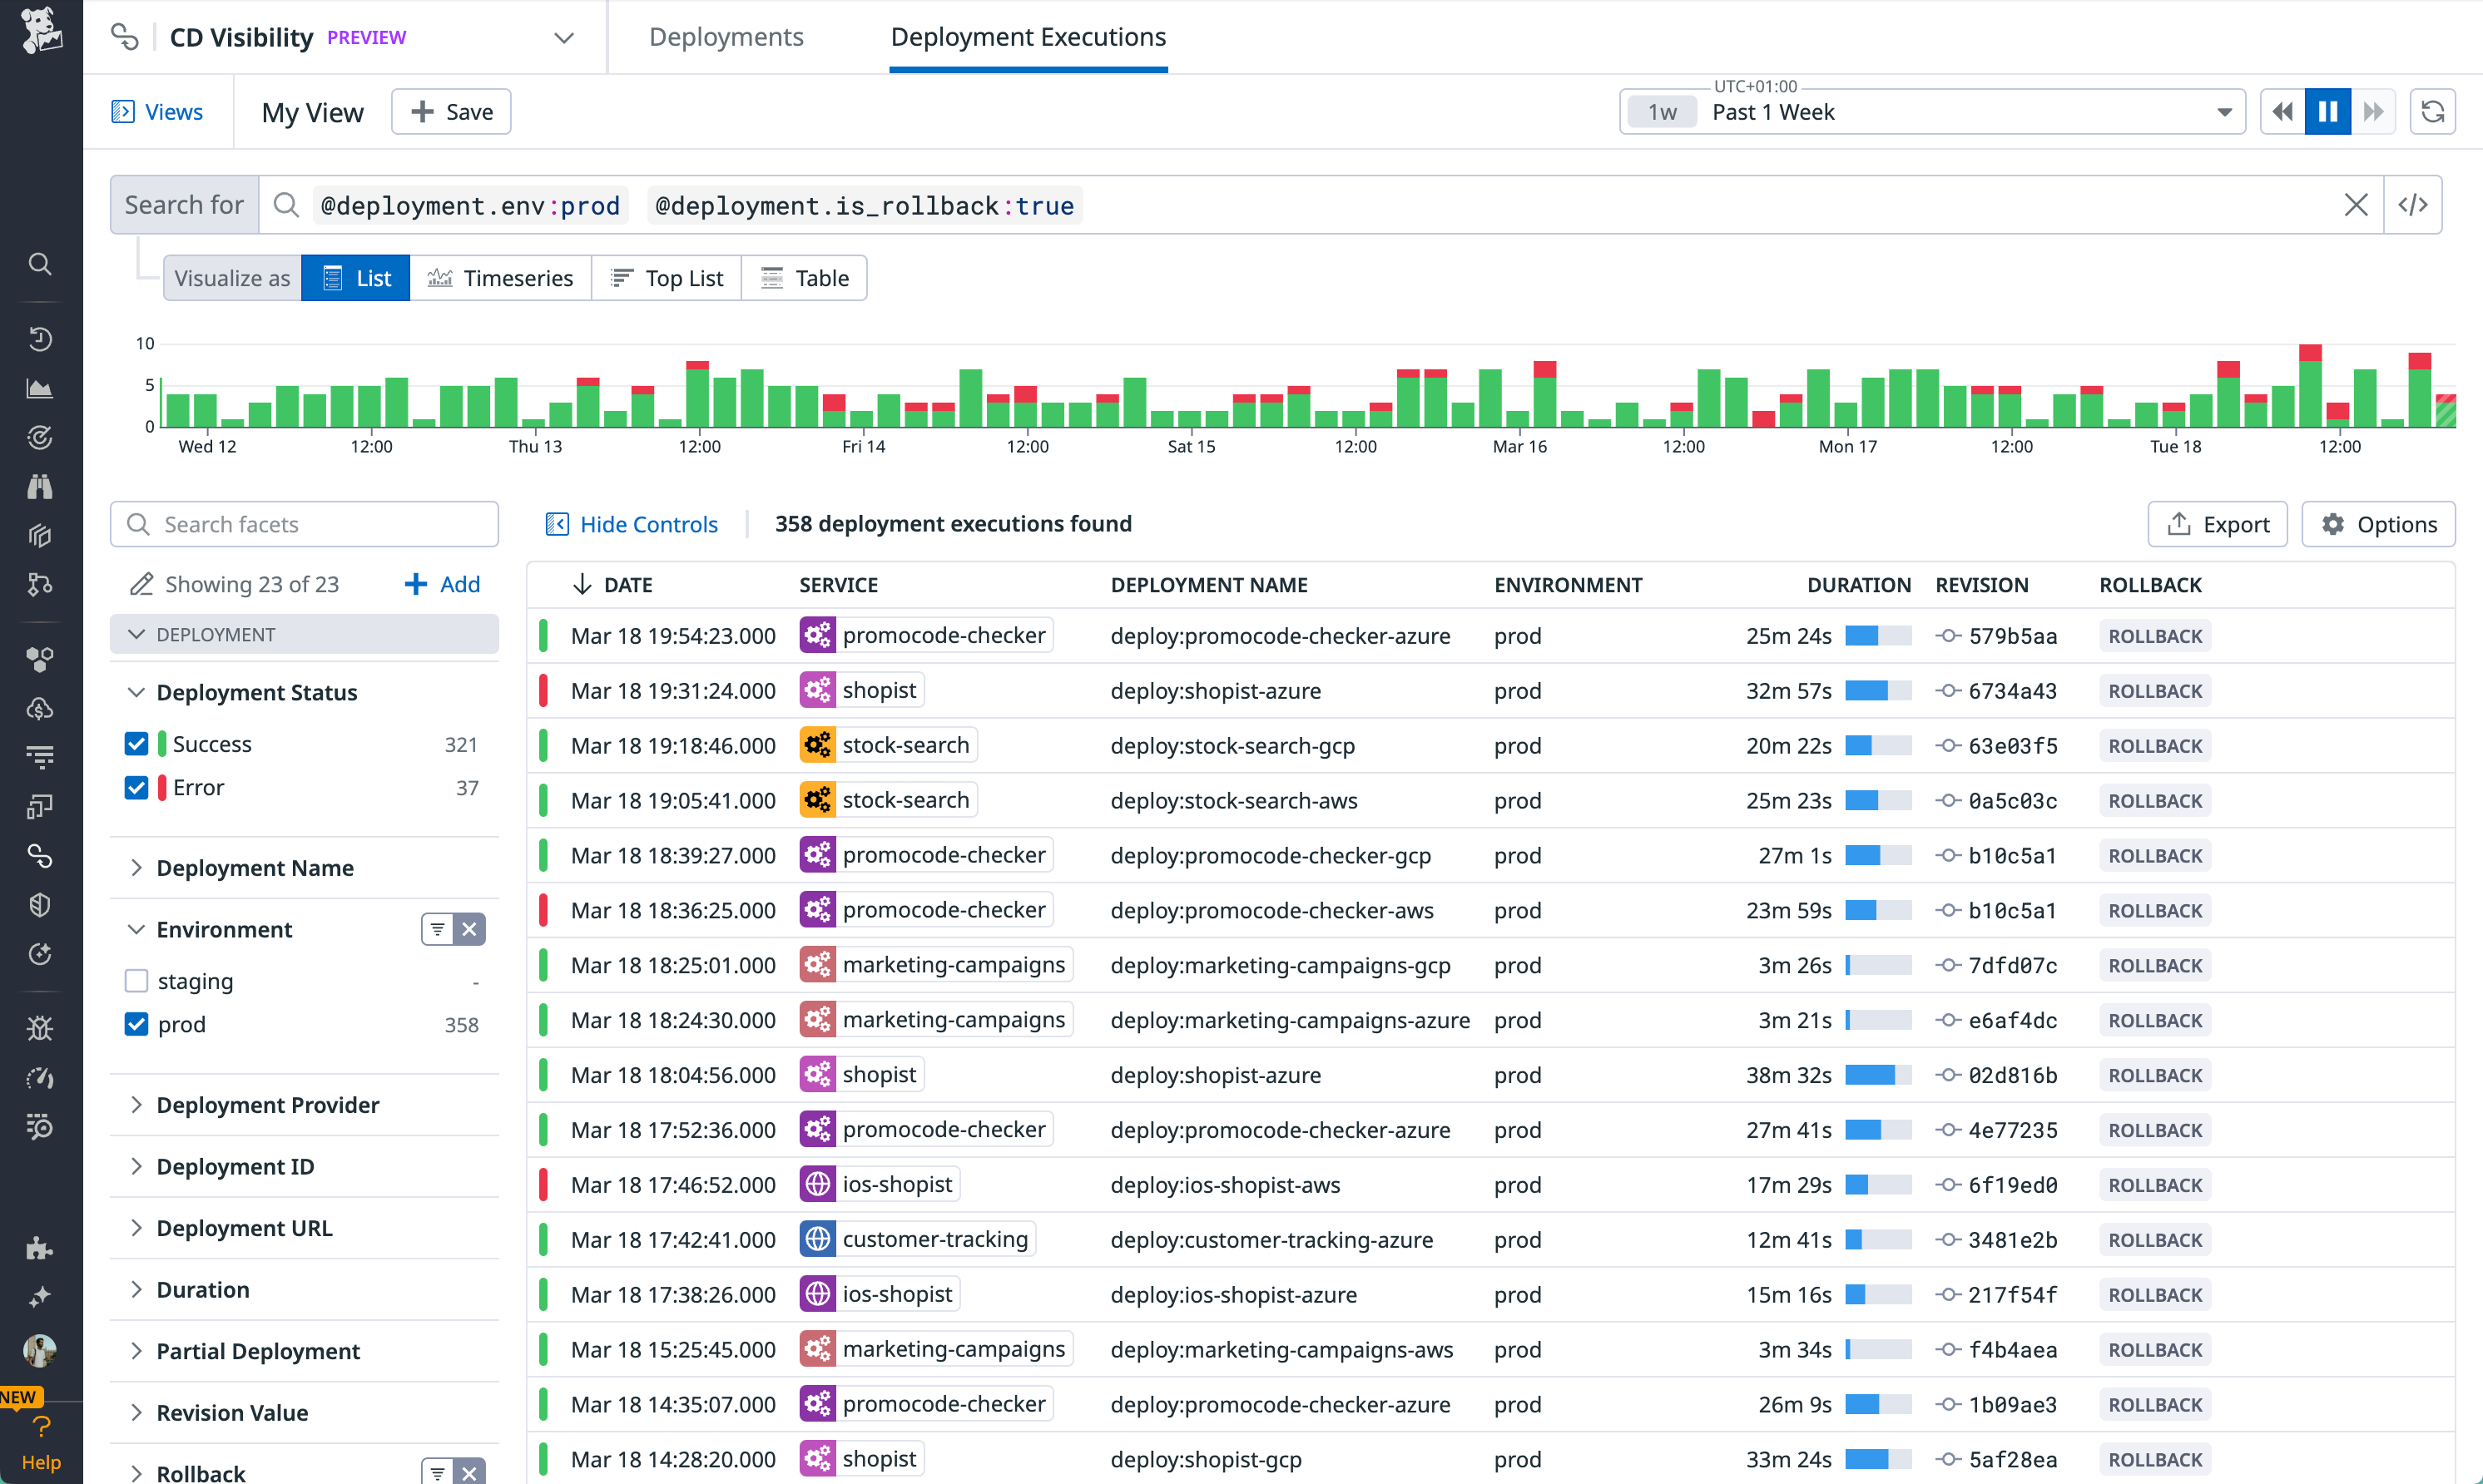 CD Visibility PREVIEW
Deployments
Deployment Executions
Views
My View
Save
UTC+01:00
1w Past 1 Week
Search for @deployment.env:prod @deployment.is_rollback:true </>
Visualize as List Timeseries Top List Table
10
5
0
Wed 12 12:00 Thu 13 12:00 Fri 14 12:00 Sat 15 12:00 Mar 16 12:00 Mon 17 12:00 Tue 18 12:00
Search facets
Showing 23 of 23 Add
DEPLOYMENT
Deployment Status
Success 321
Error 37
Deployment Name
Environment
staging -
prod 358
Deployment Provider
Deployment ID
Deployment URL
Duration
Partial Deployment
Revision Value
Rollback
Hide Controls 358 deployment executions found Export Options
DATE SERVICE DEPLOYMENT NAME ENVIRONMENT DURATION REVISION ROLLBACK
Mar 18 19:54:23.000 promocode-checker deploy:promocode-checker-azure prod 25m 24s 579b5aa ROLLBACK
Mar 18 19:31:24.000 shopist deploy:shopist-azure prod 32m 57s 6734a43 ROLLBACK
Mar 18 19:18:46.000 stock-search deploy:stock-search-gcp prod 20m 22s 63e03f5 ROLLBACK
Mar 18 19:05:41.000 stock-search deploy:stock-search-aws prod 25m 23s 0a5c03c ROLLBACK
Mar 18 18:39:27.000 promocode-checker deploy:promocode-checker-gcp prod 27m 1s b10c5a1 ROLLBACK
Mar 18 18:36:25.000 promocode-checker deploy:promocode-checker-aws prod 23m 59s b10c5a1 ROLLBACK
Mar 18 18:25:01.000 marketing-campaigns deploy:marketing-campaigns-gcp prod 3m 26s 7dfd07c ROLLBACK
Mar 18 18:24:30.000 marketing-campaigns deploy:marketing-campaigns-azure prod 3m 21s e6af4dc ROLLBACK
Mar 18 18:04:56.000 shopist deploy:shopist-azure prod 38m 32s 02d816b ROLLBACK
Mar 18 17:52:36.000 promocode-checker deploy:promocode-checker-azure prod 27m 41s 4e77235 ROLLBACK
Mar 18 17:46:52.000 ios-shopist deploy:ios-shopist-aws prod 17m 29s 6f19ed0 ROLLBACK
Mar 18 17:42:41.000 customer-tracking deploy:customer-tracking-azure prod 12m 41s 3481e2b ROLLBACK
Mar 18 17:38:26.000 ios-shopist deploy:ios-shopist-azure prod 15m 16s 217f54f ROLLBACK
Mar 18 15:25:45.000 marketing-campaigns deploy:marketing-campaigns-aws prod 3m 34s f4b4aea ROLLBACK
Mar 18 14:35:07.000 promocode-checker deploy:promocode-checker-azure prod 26m 9s 1b09ae3 ROLLBACK
Mar 18 14:28:20.000 shopist deploy:shopist-gcp prod 33m 24s 5af28ea ROLLBACK
NEW
?
Help